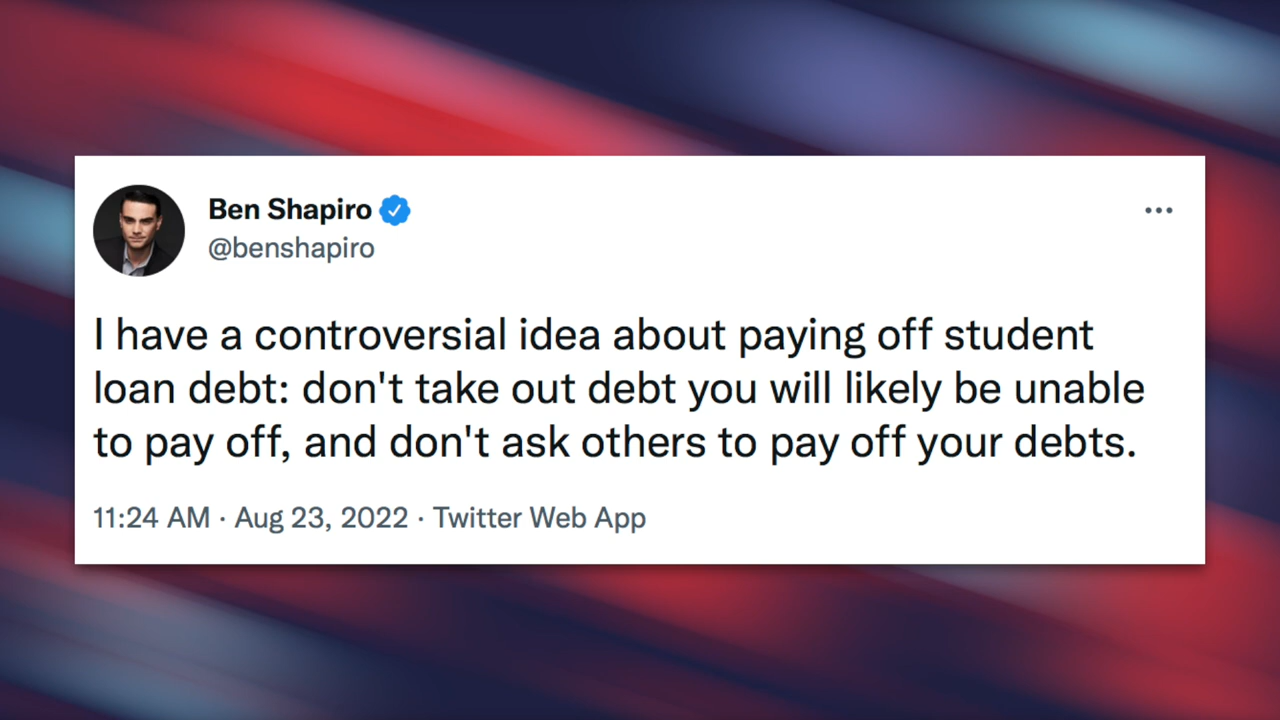 Ben Shapiro
@benshapiro
I have a controversial idea about paying off student
loan debt: don't take out debt you will likely be unable
to pay off, and don't ask others to pay off your debts.
11:24 AM · Aug 23, 2022 · Twitter Web App